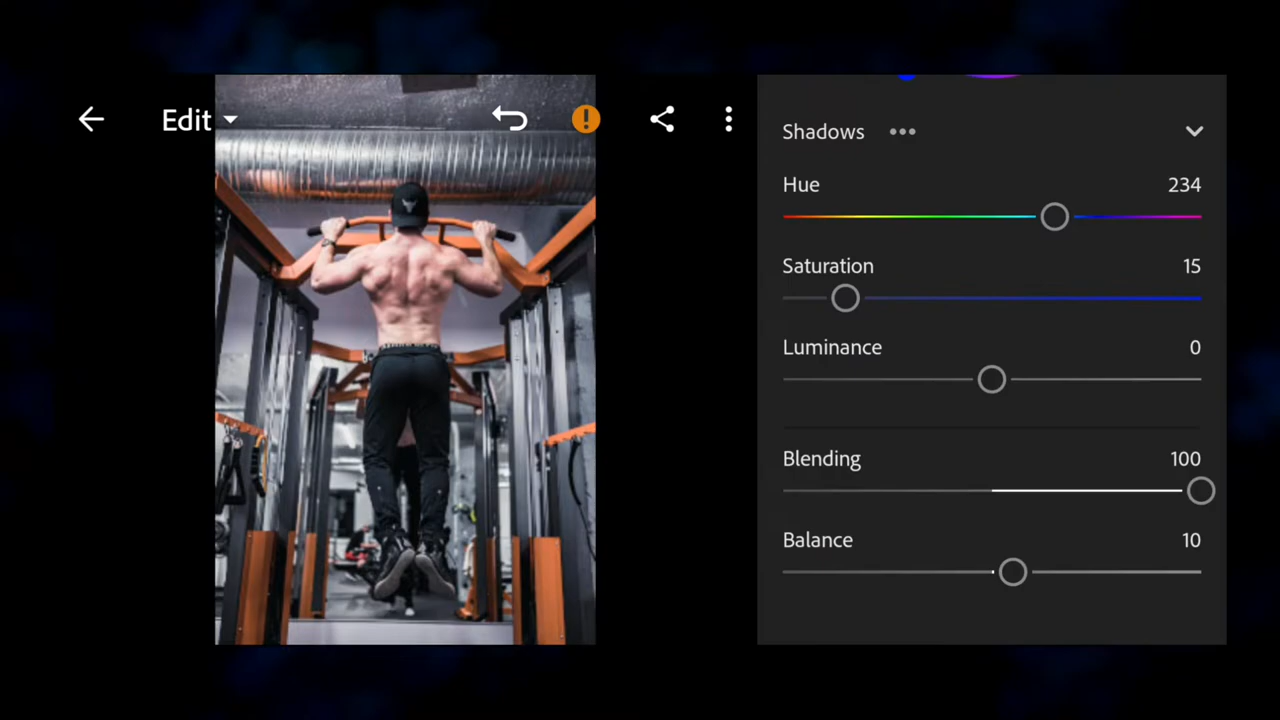 Edit
Shadows
Hue 234
Saturation 15
Luminance 0
Blending 100
Balance 10